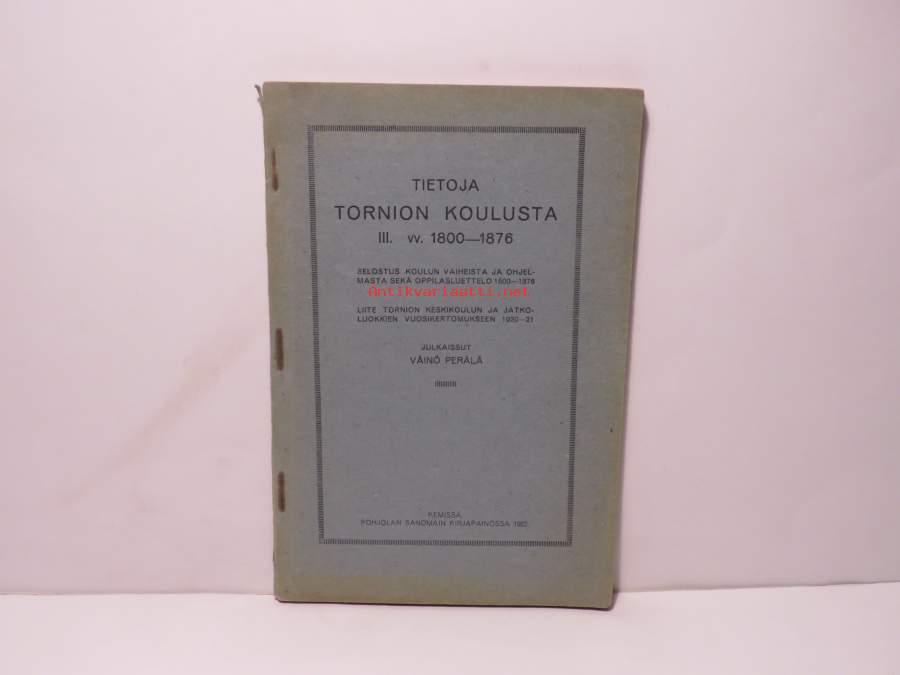 TIETOJA
TORNION KOULUSTA
III. vv. 1800—1876
SELOSTUS KOULUN VAIHEISTA JA OHJEL-
MASTA SEKÄ OPPILASLUETTELO 1800—1876
Antikvariaatti.net
LIITE TORNION KESKIKOULUN JA JATKO-
LUOKKIEN VUOSIKERTOMUKSEEN 1920—21
JULKAISSUT
VÄINÖ PERÄLÄ
KEMISSÄ
POHJOLAN SANOMAIN KIRJAPAINOSSA